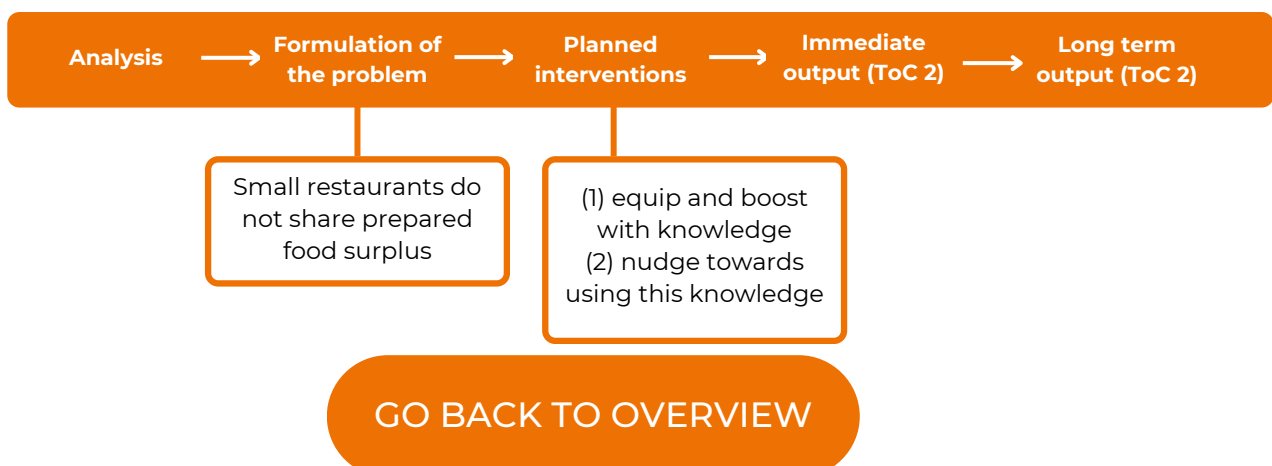 Analysis
Formulation of
the problem
Planned
interventions
Immediate
output (ToC 2)
Long term
output (ToC 2)
Small restaurants do
not share prepared
food surplus
(1) equip and boost
with knowledge
(2) nudge towards
using this knowledge
GO BACK TO OVERVIEW